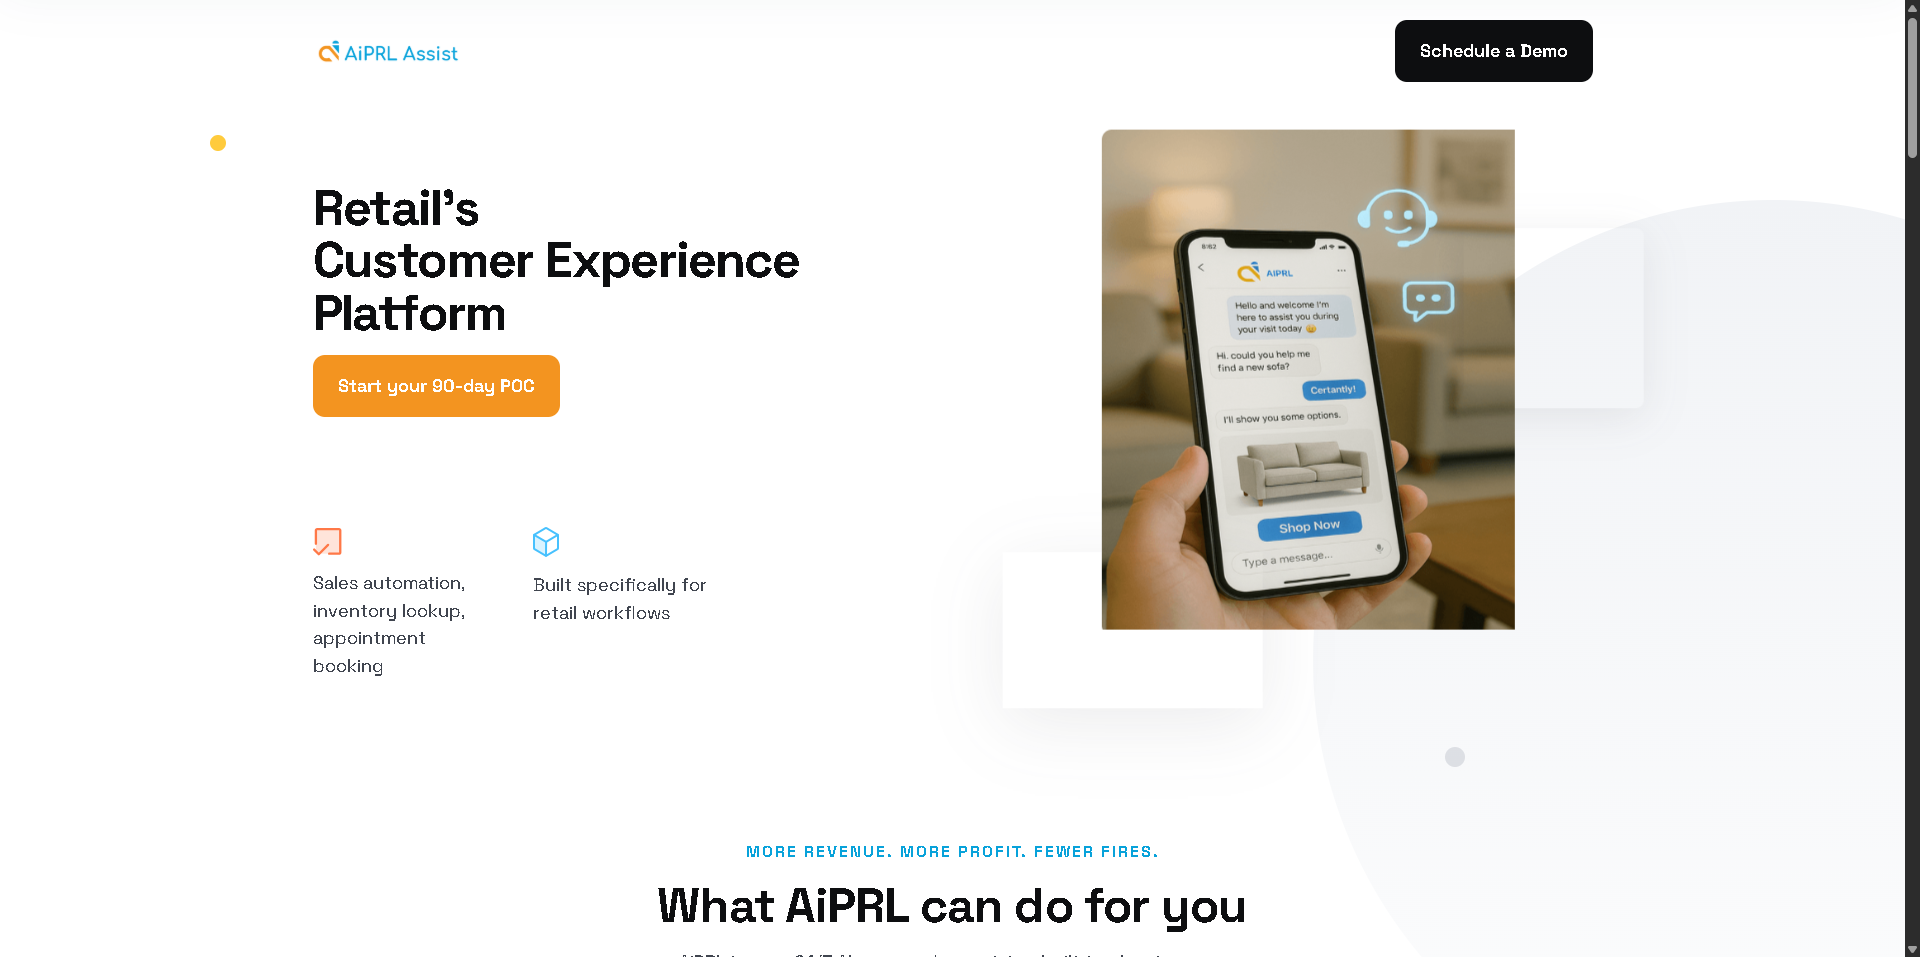 AiPRL Assist
Schedule a Demo
Retail's
Customer Experience
Platform
Start your 90-day POC
Sales automation,
inventory lookup,
appointment
booking
Built specifically for
retail workflows
8:62
AIPRL
Hello and welcome !'m
here to assist you during
your visit today
Hi. could you help me
find a new sofa?
Certantly!
I'll show you some options.
Shop Now
Type a message...
MORE REVENUE. MORE PROFIT. FEWER FIRES.
What AiPRL can do for you